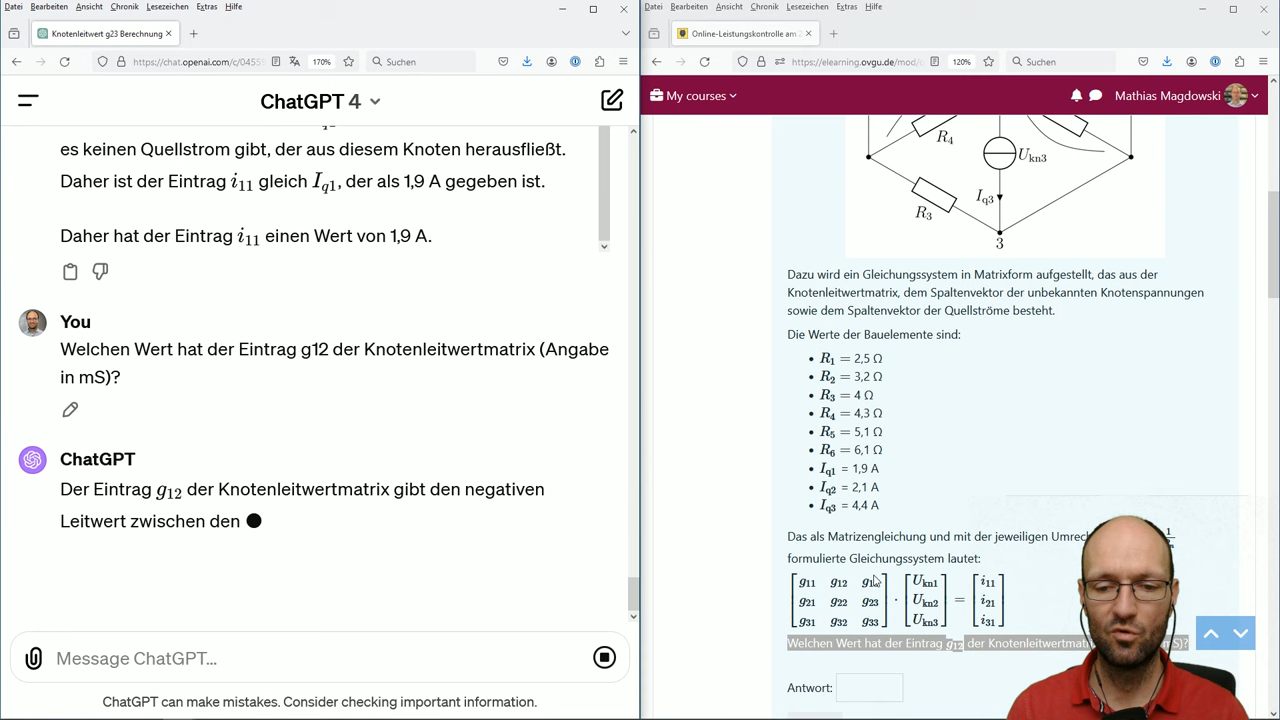 Datei Bearbeiten Ansicht Chronik Lesezeichen Extras Hilfe
Knotenleitwert g23 Berechnung
https://chat.openai.com/c/0455
170%
Suchen
ChatGPT 4
es keinen Quellstrom gibt, der aus diesem Knoten herausfließt.
Daher ist der Eintrag i11 gleich Iq1, der als 1,9 A gegeben ist.
Daher hat der Eintrag i11 einen Wert von 1,9 A.
You
Welchen Wert hat der Eintrag g12 der Knotenleitwertmatrix (Angabe
in mS)?
ChatGPT
Der Eintrag g12 der Knotenleitwertmatrix gibt den negativen
Leitwert zwischen den
Message ChatGPT…
ChatGPT can make mistakes. Consider checking important information.
Datei Bearbeiten Ansicht Chronik Lesezeichen Extras Hilfe
Online-Leistungskontrolle am
https://elearning.ovgu.de/mod/
120%
Suchen
My courses
Mathias Magdowski
R4
Ukn3
Iq3
R3
3
Dazu wird ein Gleichungssystem in Matrixform aufgestellt, das aus der
Knotenleitwertmatrix, dem Spaltenvektor der unbekannten Knotenspannungen
sowie dem Spaltenvektor der Quellströme besteht.
Die Werte der Bauelemente sind:
• R1 = 2,5 Ω
• R2 = 3,2 Ω
• R3 = 4 Ω
• R4 = 4,3 Ω
• R5 = 5,1 Ω
• R6 = 6,1 Ω
• Iq1 = 1,9 A
• Iq2 = 2,1 A
• Iq3 = 4,4 A
Das als Matrizengleichung und mit der jeweiligen
formulierte Gleichungssystem lautet:
g11 g12 Ukn1 i11
g21 g22 g23 · Ukn2 = i21
g31 g32 g33 Ukn3 i31
Welchen Wert hat der Eintrag g12 der mS)?
Antwort: